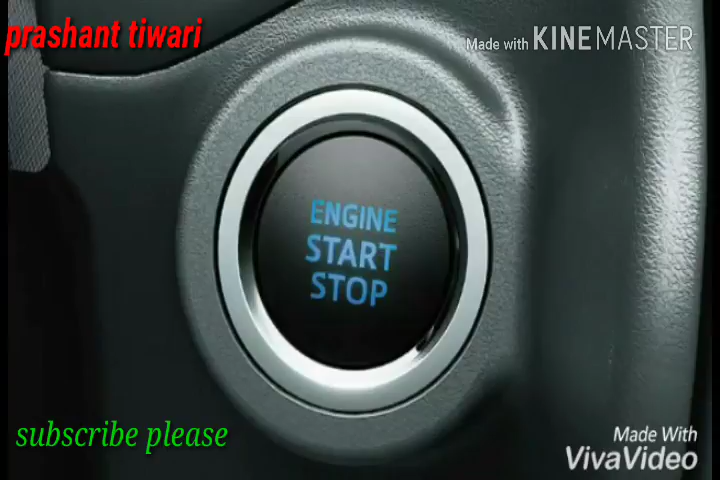 prashant tiwari
Made with KINEMASTER
ENGINE
START
STOP
subscribe please
Made With
VivaVideo